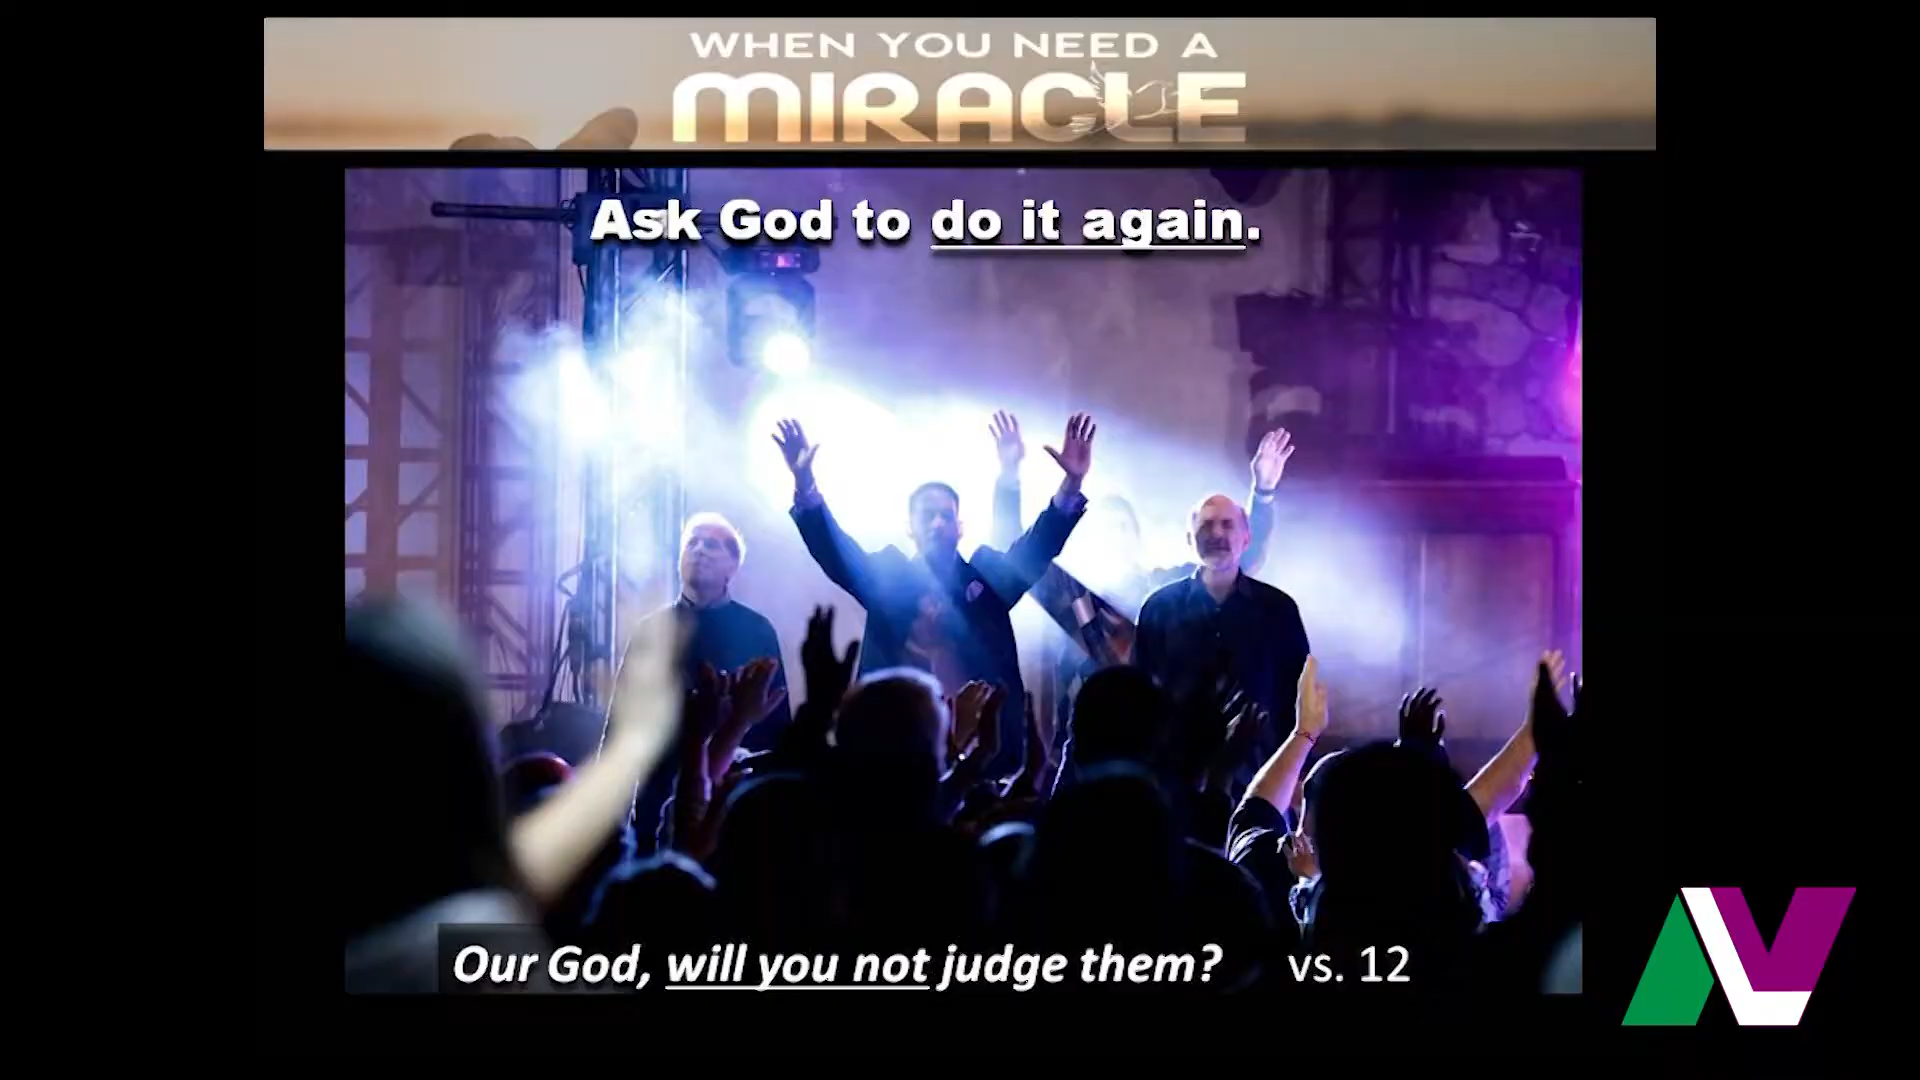 WHEN YOU NEED A
MIRACLE
Ask God to do it again.
Our God, will you not judge them? vs. 12